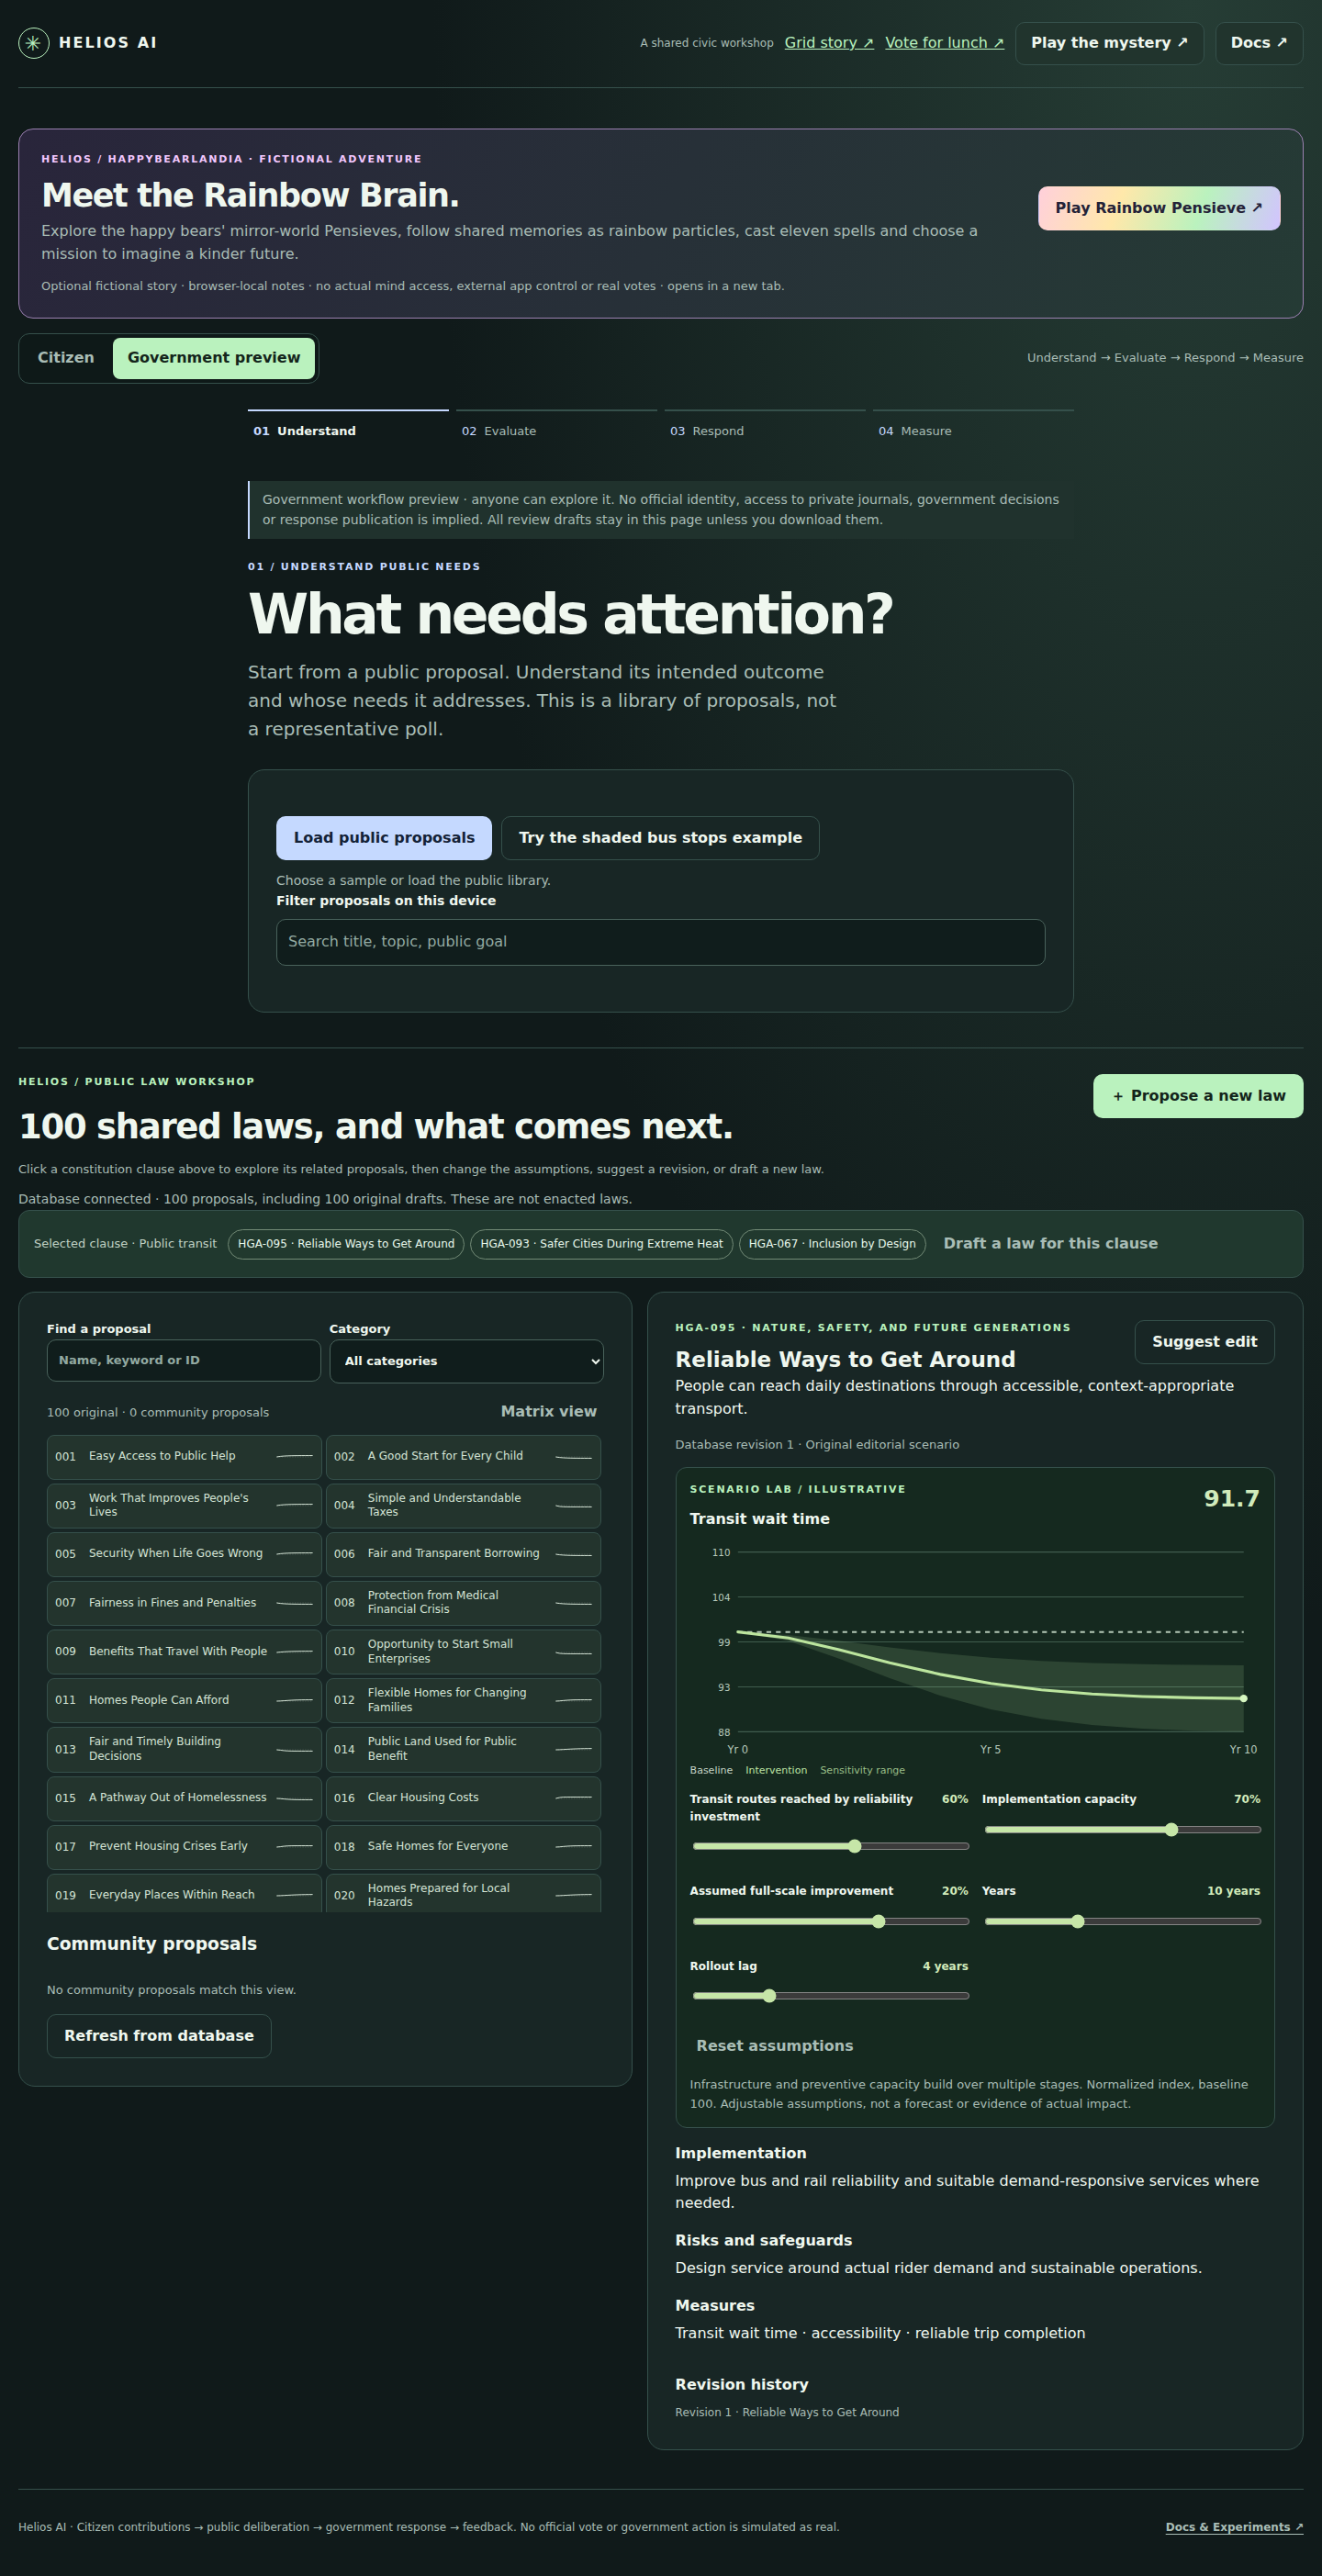 HELIOS AI
A shared civic workshop
Grid story ↗
Vote for lunch ↗
Play the mystery ↗
Docs ↗
HELIOS / HAPPYBEARLANDIA · FICTIONAL ADVENTURE
Meet the Rainbow Brain.
Explore the happy bears' mirror-world Pensieves, follow shared memories as rainbow particles, cast eleven spells and choose a
mission to imagine a kinder future.
Optional fictional story · browser-local notes · no actual mind access, external app control or real votes · opens in a new tab.
Play Rainbow Pensieve ↗
Citizen
Government preview
Understand → Evaluate → Respond → Measure
01 Understand
02 Evaluate
03 Respond
04 Measure
Government workflow preview · anyone can explore it. No official identity, access to private journals, government decisions
or response publication is implied. All review drafts stay in this page unless you download them.
01 / UNDERSTAND PUBLIC NEEDS
What needs attention?
Start from a public proposal. Understand its intended outcome
and whose needs it addresses. This is a library of proposals, not
a representative poll.
Load public proposals
Try the shaded bus stops example
Choose a sample or load the public library.
Filter proposals on this device
Search title, topic, public goal
HELIOS / PUBLIC LAW WORKSHOP
+ Propose a new law
100 shared laws, and what comes next.
Click a constitution clause above to explore its related proposals, then change the assumptions, suggest a revision, or draft a new law.
Database connected · 100 proposals, including 100 original drafts. These are not enacted laws.
Selected clause · Public transit
HGA-095 · Reliable Ways to Get Around
HGA-093 · Safer Cities During Extreme Heat
HGA-067 · Inclusion by Design
Draft a law for this clause
Find a proposal
Category
Name, keyword or ID
All categories
100 original · 0 community proposals
Matrix view
001 Easy Access to Public Help
002 A Good Start for Every Child
003 Work That Improves People's
Lives
004 Simple and Understandable
Taxes
005 Security When Life Goes Wrong
006 Fair and Transparent Borrowing
007 Fairness in Fines and Penalties
008 Protection from Medical
Financial Crisis
009 Benefits That Travel With People
010 Opportunity to Start Small
Enterprises
011 Homes People Can Afford
012 Flexible Homes for Changing
Families
013 Fair and Timely Building
Decisions
014 Public Land Used for Public
Benefit
015 A Pathway Out of Homelessness
016 Clear Housing Costs
017 Prevent Housing Crises Early
018 Safe Homes for Everyone
019 Everyday Places Within Reach
020 Homes Prepared for Local
Hazards
Community proposals
No community proposals match this view.
Refresh from database
HGA-095 · NATURE, SAFETY, AND FUTURE GENERATIONS
Suggest edit
Reliable Ways to Get Around
People can reach daily destinations through accessible, context-appropriate
transport.
Database revision 1 · Original editorial scenario
SCENARIO LAB / ILLUSTRATIVE
91.7
Transit wait time
110
104
99
93
88
Yr 0
Yr 5
Yr 10
Baseline
Intervention
Sensitivity range
Transit routes reached by reliability
investment
60%
Implementation capacity
70%
Assumed full-scale improvement
20%
Years
10 years
Rollout lag
4 years
Reset assumptions
Infrastructure and preventive capacity build over multiple stages. Normalized index, baseline
100. Adjustable assumptions, not a forecast or evidence of actual impact.
Implementation
Improve bus and rail reliability and suitable demand-responsive services where
needed.
Risks and safeguards
Design service around actual rider demand and sustainable operations.
Measures
Transit wait time · accessibility · reliable trip completion
Revision history
Revision 1 · Reliable Ways to Get Around
Helios AI · Citizen contributions → public deliberation → government response → feedback. No official vote or government action is simulated as real.
Docs & Experiments ↗